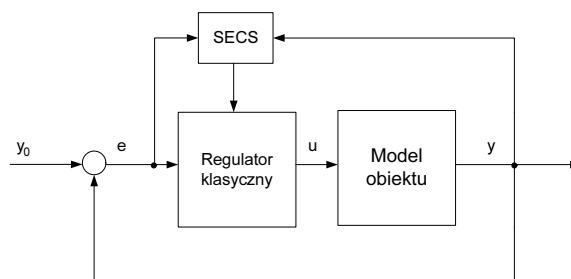 SECS
y₀
e
Regulator
klasyczny
u
Model
obiektu
y